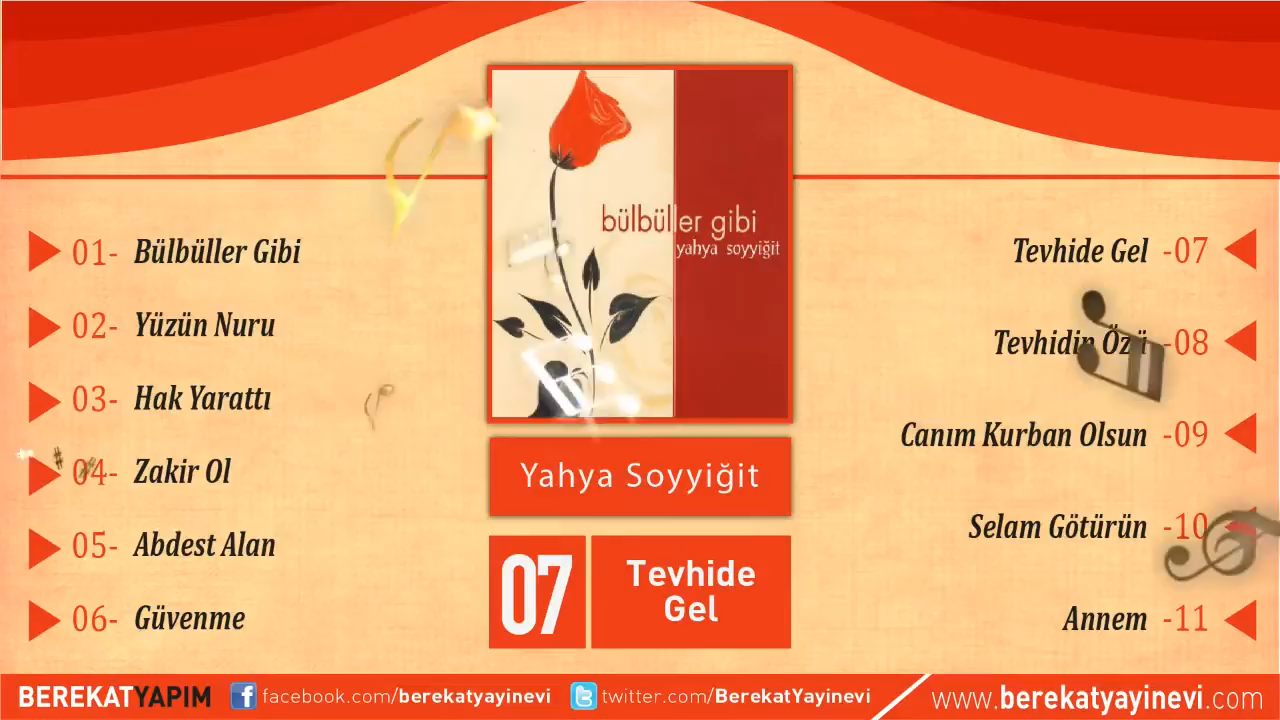 bülbüller gibi
yahya soyyiğit
01- Bülbüller Gibi
02- Yüzün Nuru
03- Hak Yarattı
04- Zakir Ol
05- Abdest Alan
06- Güvenme
Tevhide Gel -07
Tevhidin Özü -08
Canım Kurban Olsun -09
Selam Götürün -10
Annem -11
Yahya Soyyiğit
07
Tevhide
Gel
BEREKATYAPIM facebook.com/berekatyayinevi twitter.com/BerekatYayinevi www.berekatyayinevi.com